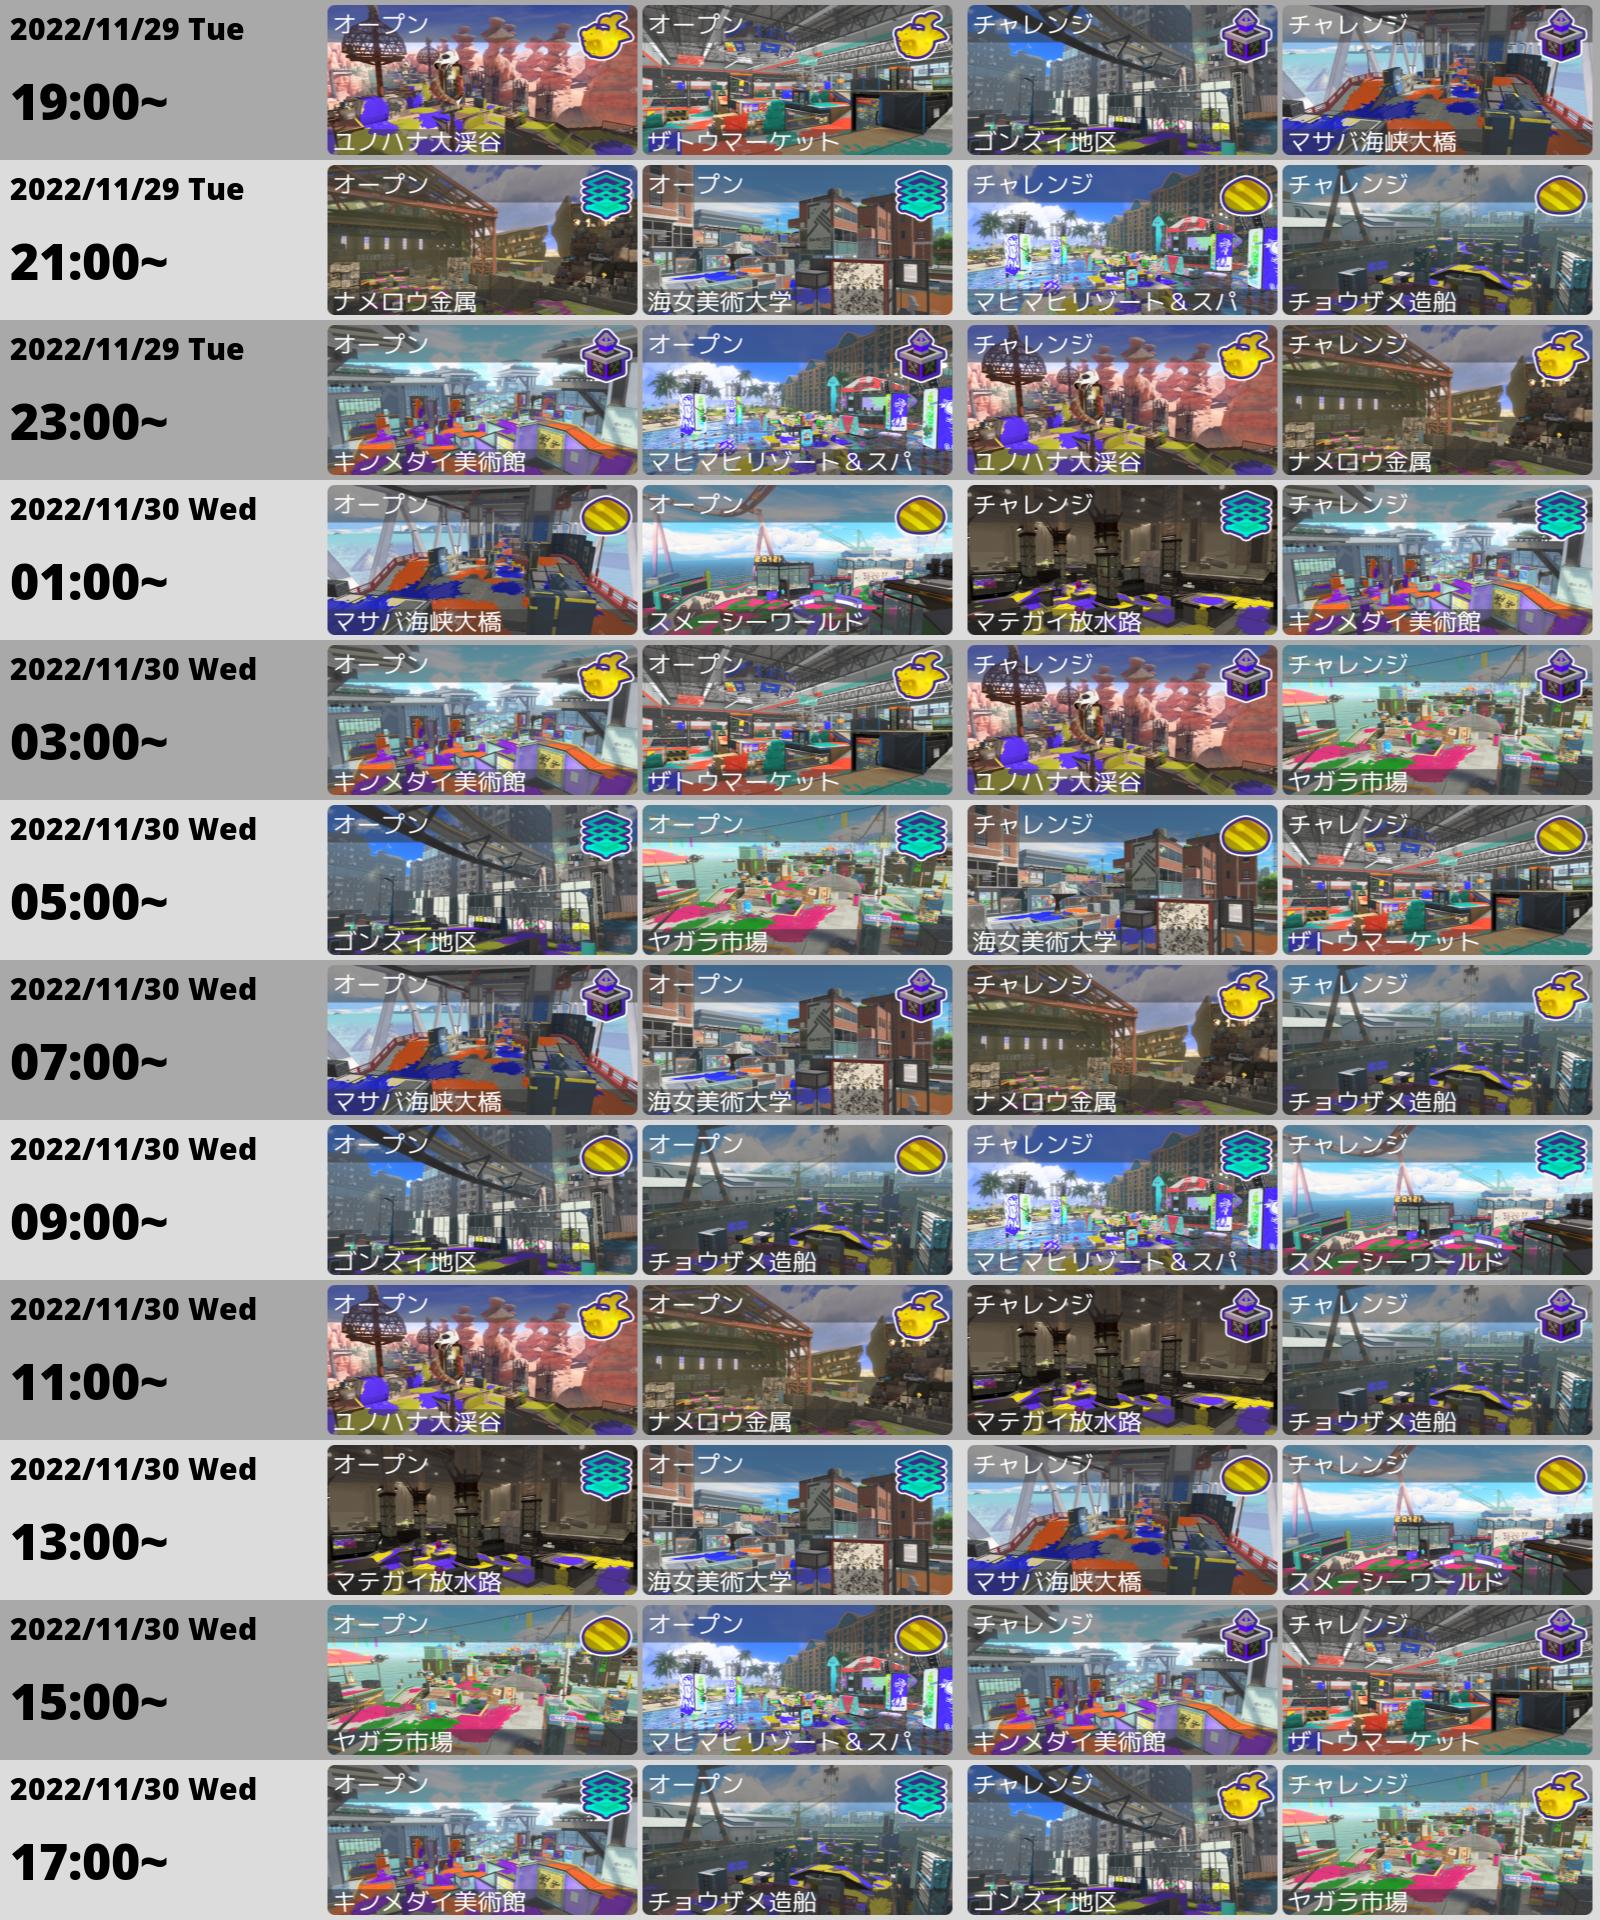 2022/11/29 Tue
19:00~
オープン
ユノハナ大渓谷
オープン
ザトウマーケット
チャレンジ
ゴンズイ地区
チャレンジ
マサバ海峡大橋
2022/11/29 Tue
21:00~
オープン
ナメロウ金属
オープン
海女美術大学
チャレンジ
マヒマヒリゾート＆スパ
チャレンジ
チョウザメ造船
2022/11/29 Tue
23:00~
オープン
キンメダイ美術館
オープン
マヒマヒリゾート＆スパ
チャレンジ
ユノハナ大渓谷
チャレンジ
ナメロウ金属
2022/11/30 Wed
01:00~
オープン
マサバ海峡大橋
オープン
スメーシーワールド
チャレンジ
マテガイ放水路
チャレンジ
キンメダイ美術館
2022/11/30 Wed
03:00~
オープン
キンメダイ美術館
オープン
ザトウマーケット
チャレンジ
ユノハナ大渓谷
チャレンジ
ヤガラ市場
2022/11/30 Wed
05:00~
オープン
ゴンズイ地区
オープン
ヤガラ市場
チャレンジ
海女美術大学
チャレンジ
ザトウマーケット
2022/11/30 Wed
07:00~
オープン
マサバ海峡大橋
オープン
海女美術大学
チャレンジ
ナメロウ金属
チャレンジ
チョウザメ造船
2022/11/30 Wed
09:00~
オープン
ゴンズイ地区
オープン
チョウザメ造船
チャレンジ
マヒマヒリゾート＆スパ
チャレンジ
スメーシーワールド
2022/11/30 Wed
11:00~
オープン
ユノハナ大渓谷
オープン
ナメロウ金属
チャレンジ
マテガイ放水路
チャレンジ
チョウザメ造船
2022/11/30 Wed
13:00~
オープン
マテガイ放水路
オープン
海女美術大学
チャレンジ
マサバ海峡大橋
チャレンジ
スメーシーワールド
2022/11/30 Wed
15:00~
オープン
ヤガラ市場
オープン
マヒマヒリゾート＆スパ
チャレンジ
キンメダイ美術館
チャレンジ
ザトウマーケット
2022/11/30 Wed
17:00~
オープン
キンメダイ美術館
オープン
チョウザメ造船
チャレンジ
ゴンズイ地区
チャレンジ
ヤガラ市場